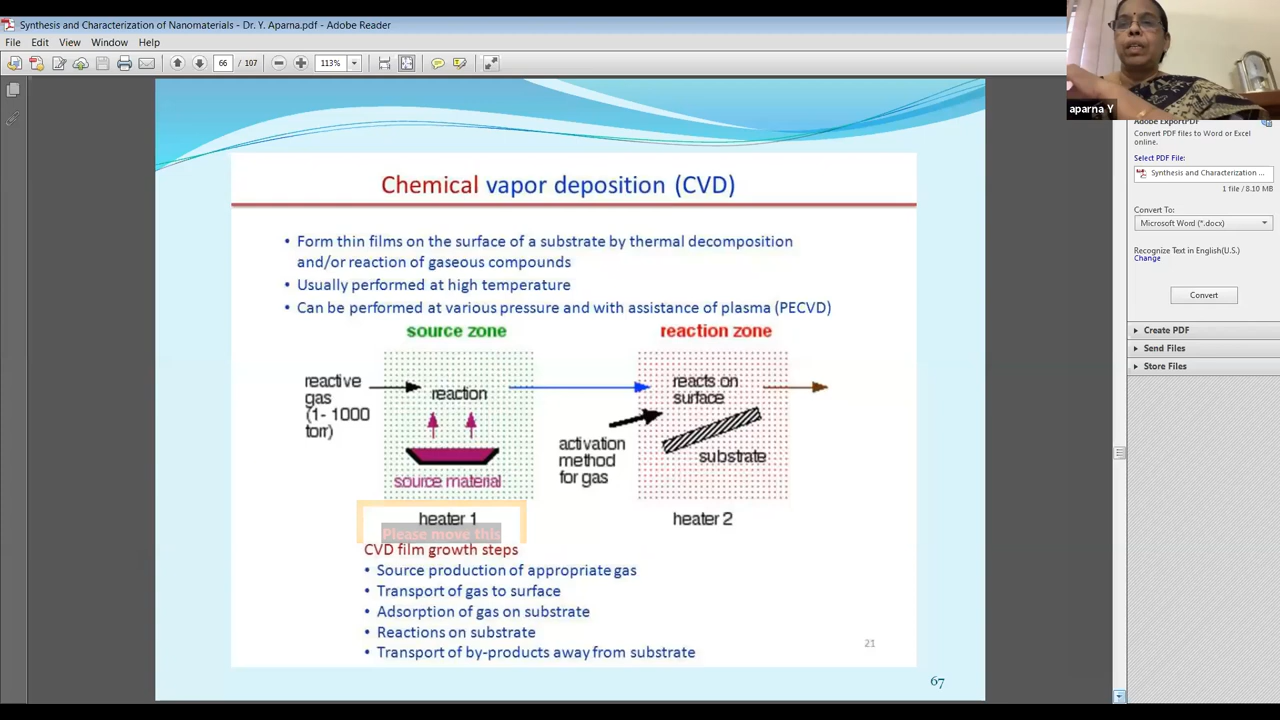 Synthesis and Characterization of Nanomaterials - Dr. Y. Aparna.pdf - Adobe Reader
File Edit View Window Help
66 / 107 113%
aparna Y
Adobe ExportPDF
Convert PDF files to Word or Excel
online.
Select PDF File:
Synthesis and Characterization ...
1 file / 8.10 MB
Convert To:
Microsoft Word (*.docx)
Recognize Text in English(U.S.)
Change
Convert
Create PDF
Send Files
Store Files
Chemical vapor deposition (CVD)
• Form thin films on the surface of a substrate by thermal decomposition
and/or reaction of gaseous compounds
• Usually performed at high temperature
• Can be performed at various pressure and with assistance of plasma (PECVD)
source zone
reaction zone
reactive
gas
(1- 1000
torr)
reaction
source material
heater 1
activation
method
for gas
reacts on
surface
substrate
heater 2
Please move this
CVD film growth steps
• Source production of appropriate gas
• Transport of gas to surface
• Adsorption of gas on substrate
• Reactions on substrate
• Transport of by-products away from substrate
21
67